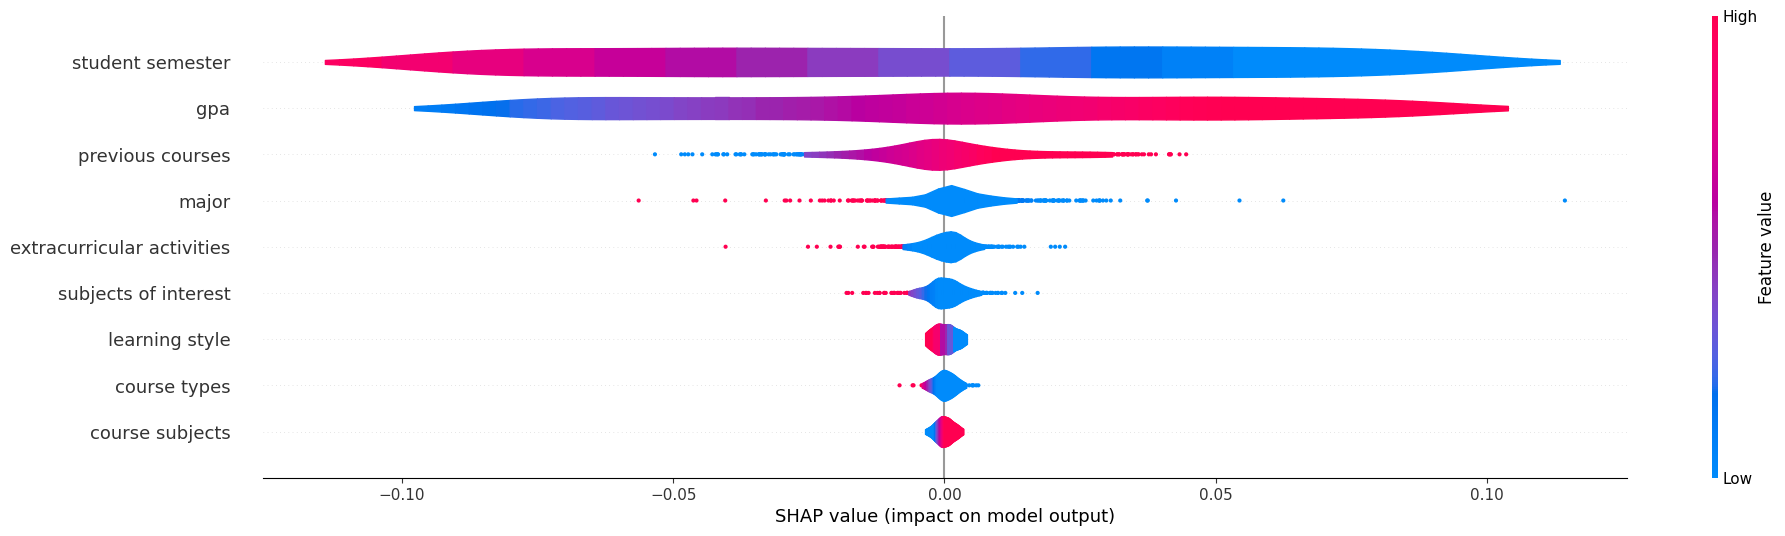 High
student semester
gpa
previous courses
major
extracurricular activities
subjects of interest
learning style
course types
course subjects
Feature value
Low
−0.10 −0.05 0.00 0.05 0.10
SHAP value (impact on model output)